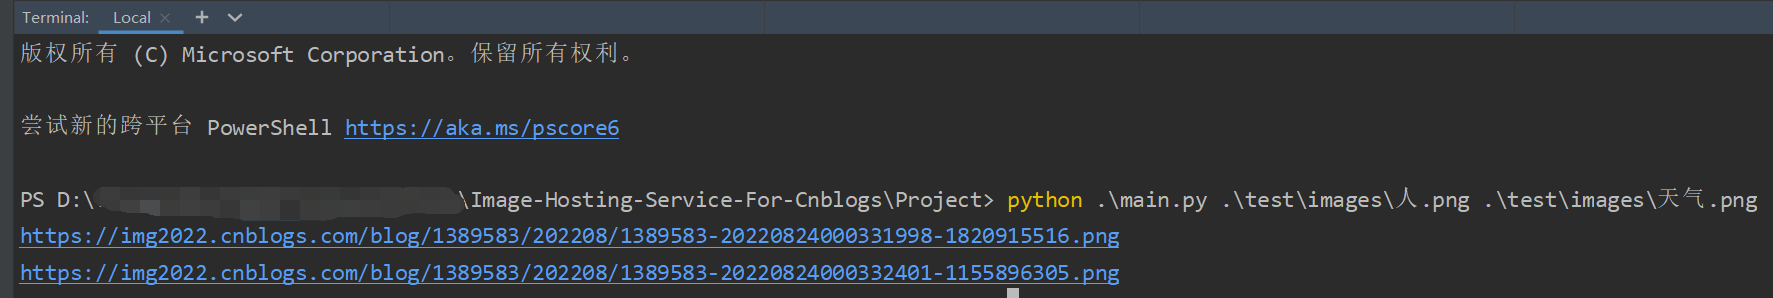 Terminal: Local × +
版权所有 (C) Microsoft Corporation。保留所有权利。
尝试新的跨平台 PowerShell https://aka.ms/pscore6
PS D:\ \Image-Hosting-Service-For-Cnblogs\Project> python .\main.py .\test\images\人.png .\test\images\天气.png
https://img2022.cnblogs.com/blog/1389583/202208/1389583-20220824000331998-1820915516.png
https://img2022.cnblogs.com/blog/1389583/202208/1389583-20220824000332401-1155896305.png